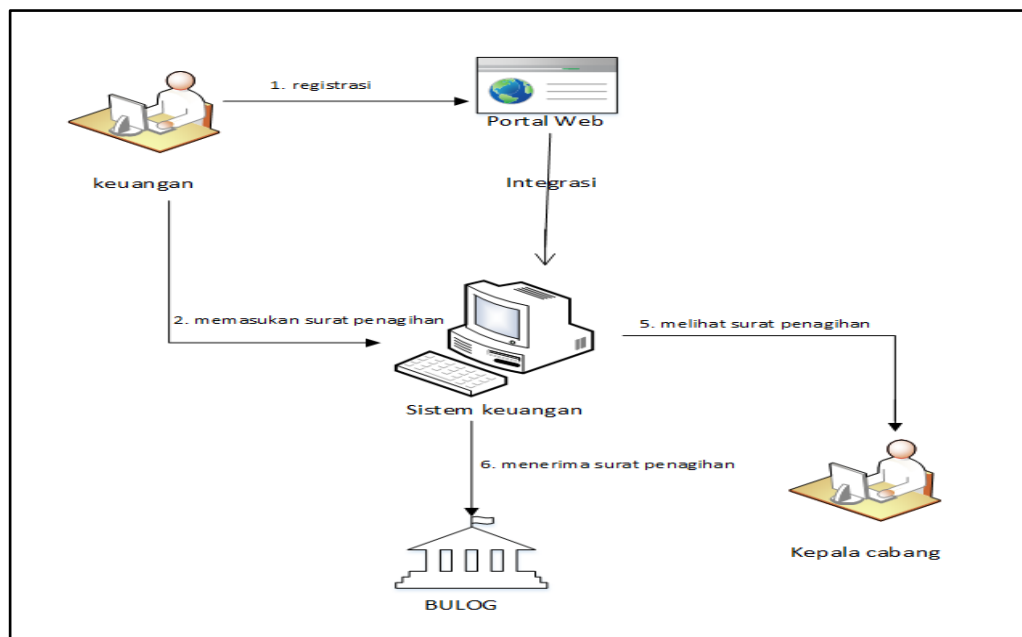 1. registrasi
Portal Web
keuangan
Integrasi
2. memasukan surat penagihan
5. melihat surat penagihan
Sistem keuangan
6. menerima surat penagihan
Kepala cabang
BULOG